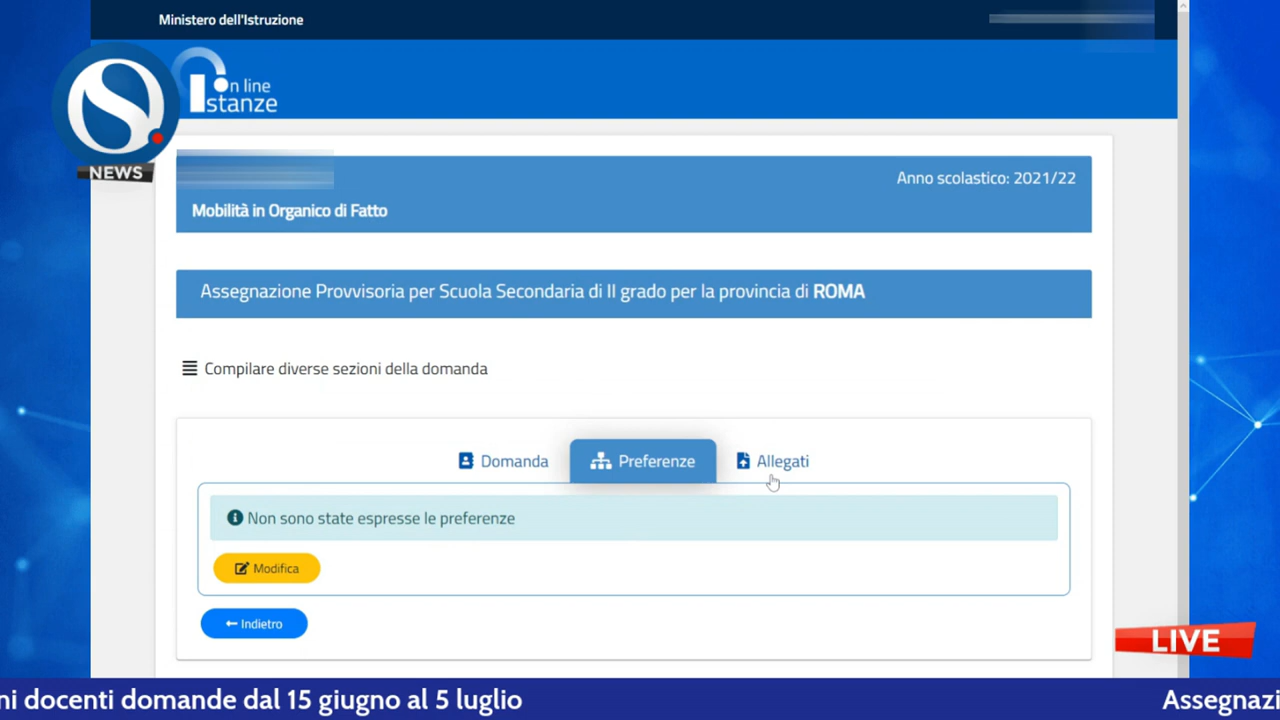 Ministero dell'Istruzione
On line
Istanze
NEWS
Anno scolastico: 2021/22
Mobilità in Organico di Fatto
Assegnazione Provvisoria per Scuola Secondaria di II grado per la provincia di ROMA
Compilare diverse sezioni della domanda
Domanda
Preferenze
Allegati
Non sono state espresse le preferenze
Modifica
Indietro
LIVE
ni docenti domande dal 15 giugno al 5 luglio
Assegnazi